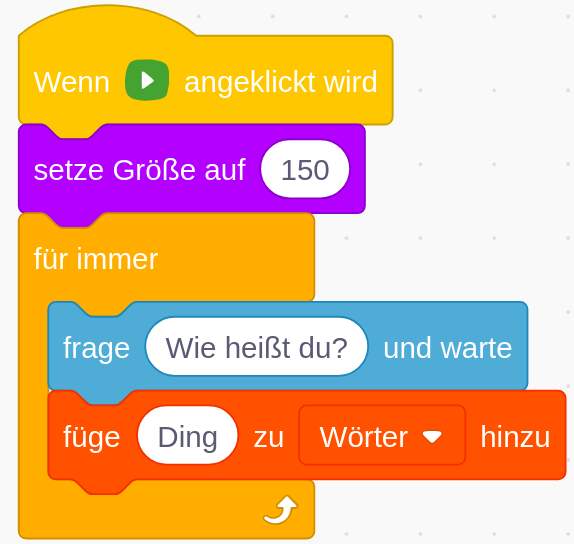 Wenn angeklickt wird
setze Größe auf 150
für immer
frage Wie heißt du? und warte
füge Ding zu Wörter hinzu